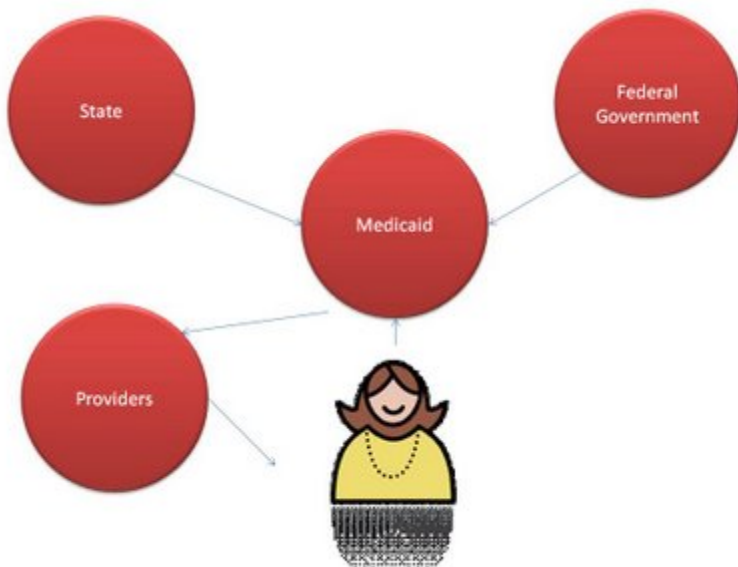 State
Federal
Government
Medicaid
Providers